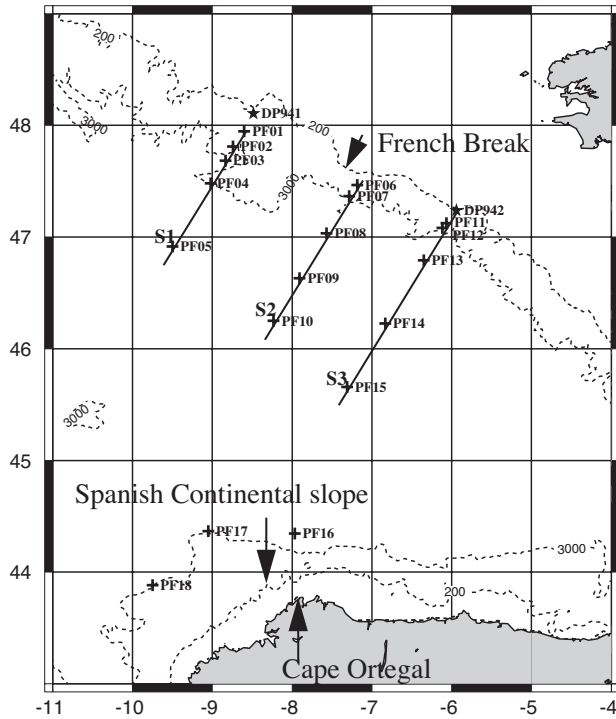 200
DP941
48
PF01
3000
PF02
200
French Break
PF03
PF04
3000
PF06
PF07
DP942
PF11
S1
PF12
47
PF05
PF08
PF13
PF09
S2
PF10
PF14
46
S3
PF15
3000
45
Spanish Continental slope
PF17
PF16
3000
44
PF18
200
Cape Ortegal
-11 -10 -9 -8 -7 -6 -5 -4